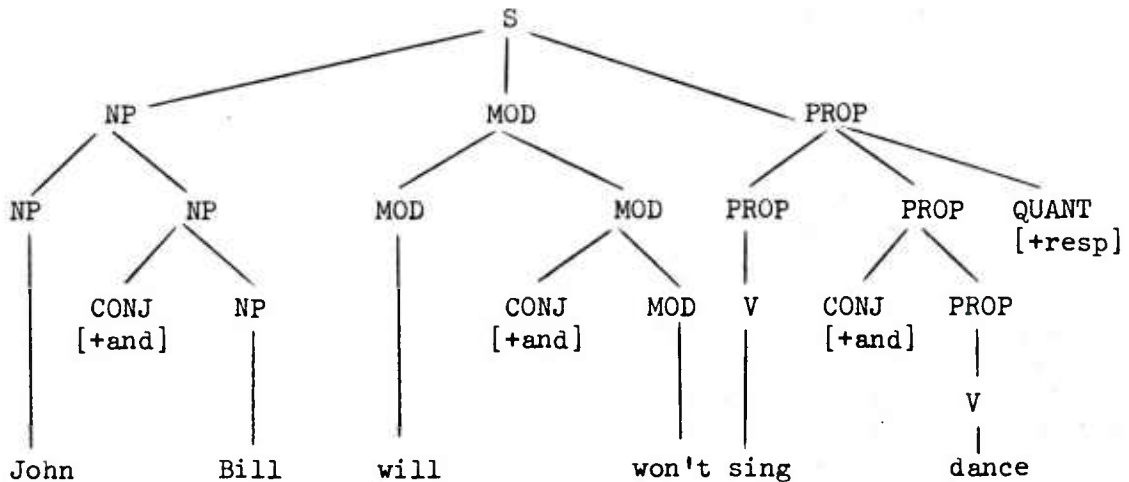 S
NP MOD PROP
NP NP MOD MOD PROP PROP QUANT
[+resp]
CONJ NP CONJ MOD V CONJ PROP
[+and] [+and] [+and]
V
John Bill will won't sing dance